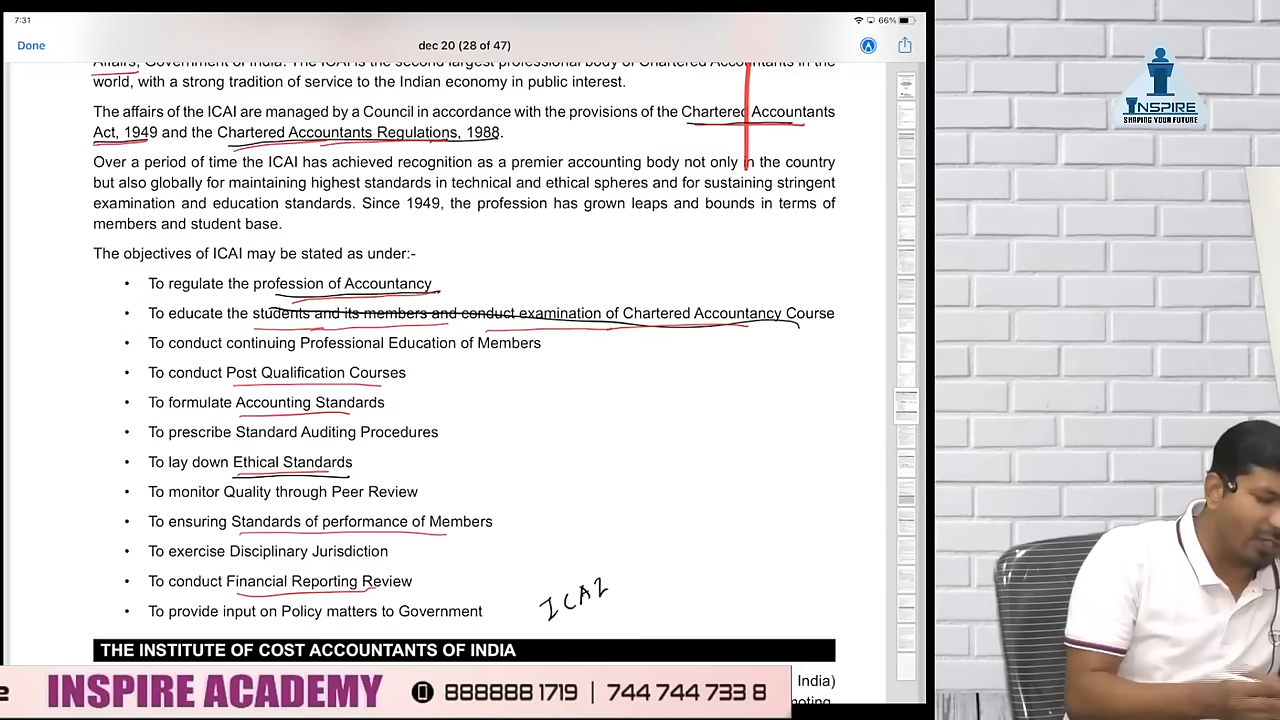 7:31
66%
Done
dec 20 (28 of 47)
Affairs, Government of India. The ICAI is the second largest professional body of Chartered Accountants in the
world, with a strong tradition of service to the Indian economy in public interest.
The affairs of the ICAI are managed by a Council in accordance with the provisions of the Chartered Accountants
Act, 1949 and the Chartered Accountants Regulations, 1988.
Over a period of time the ICAI has achieved recognition as a premier accounting body not only in the country
but also globally for maintaining highest standards in technical and ethical spheres and for sustaining stringent
examination and education standards. Since 1949, the profession has grown leaps and bounds in terms of
members and student base.
The objectives of ICAI may be stated as under:-
• To regulate the profession of Accountancy
• To educate the students and its members and conduct examination of Chartered Accountancy Course
• To conduct continuing Professional Education of Members
• To conduct Post Qualification Courses
• To formulate Accounting Standards
• To prescribe Standard Auditing Procedures
• To lay down Ethical Standards
• To monitor Quality through Peer Review
• To ensuring Standards of performance of Members
• To exercise Disciplinary Jurisdiction
• To conduct Financial Reporting Review
• To provide input on Policy matters to Government
ICAI
THE INSTITUTE OF COST ACCOUNTANTS OF INDIA
India)
INSPIRE ACADEMY 888888 1719 | 744 744 733 8
INSPIRE
SHAPING YOUR FUTURE